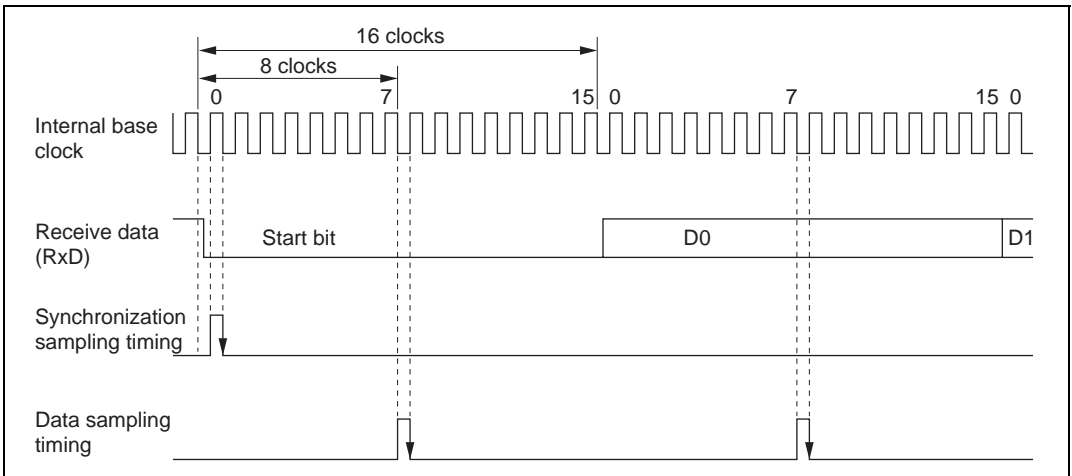 16 clocks
8 clocks
0 7 15 0 7 15 0
Internal base
clock
Receive data
(RxD)
Start bit D0 D1
Synchronization
sampling timing
Data sampling
timing